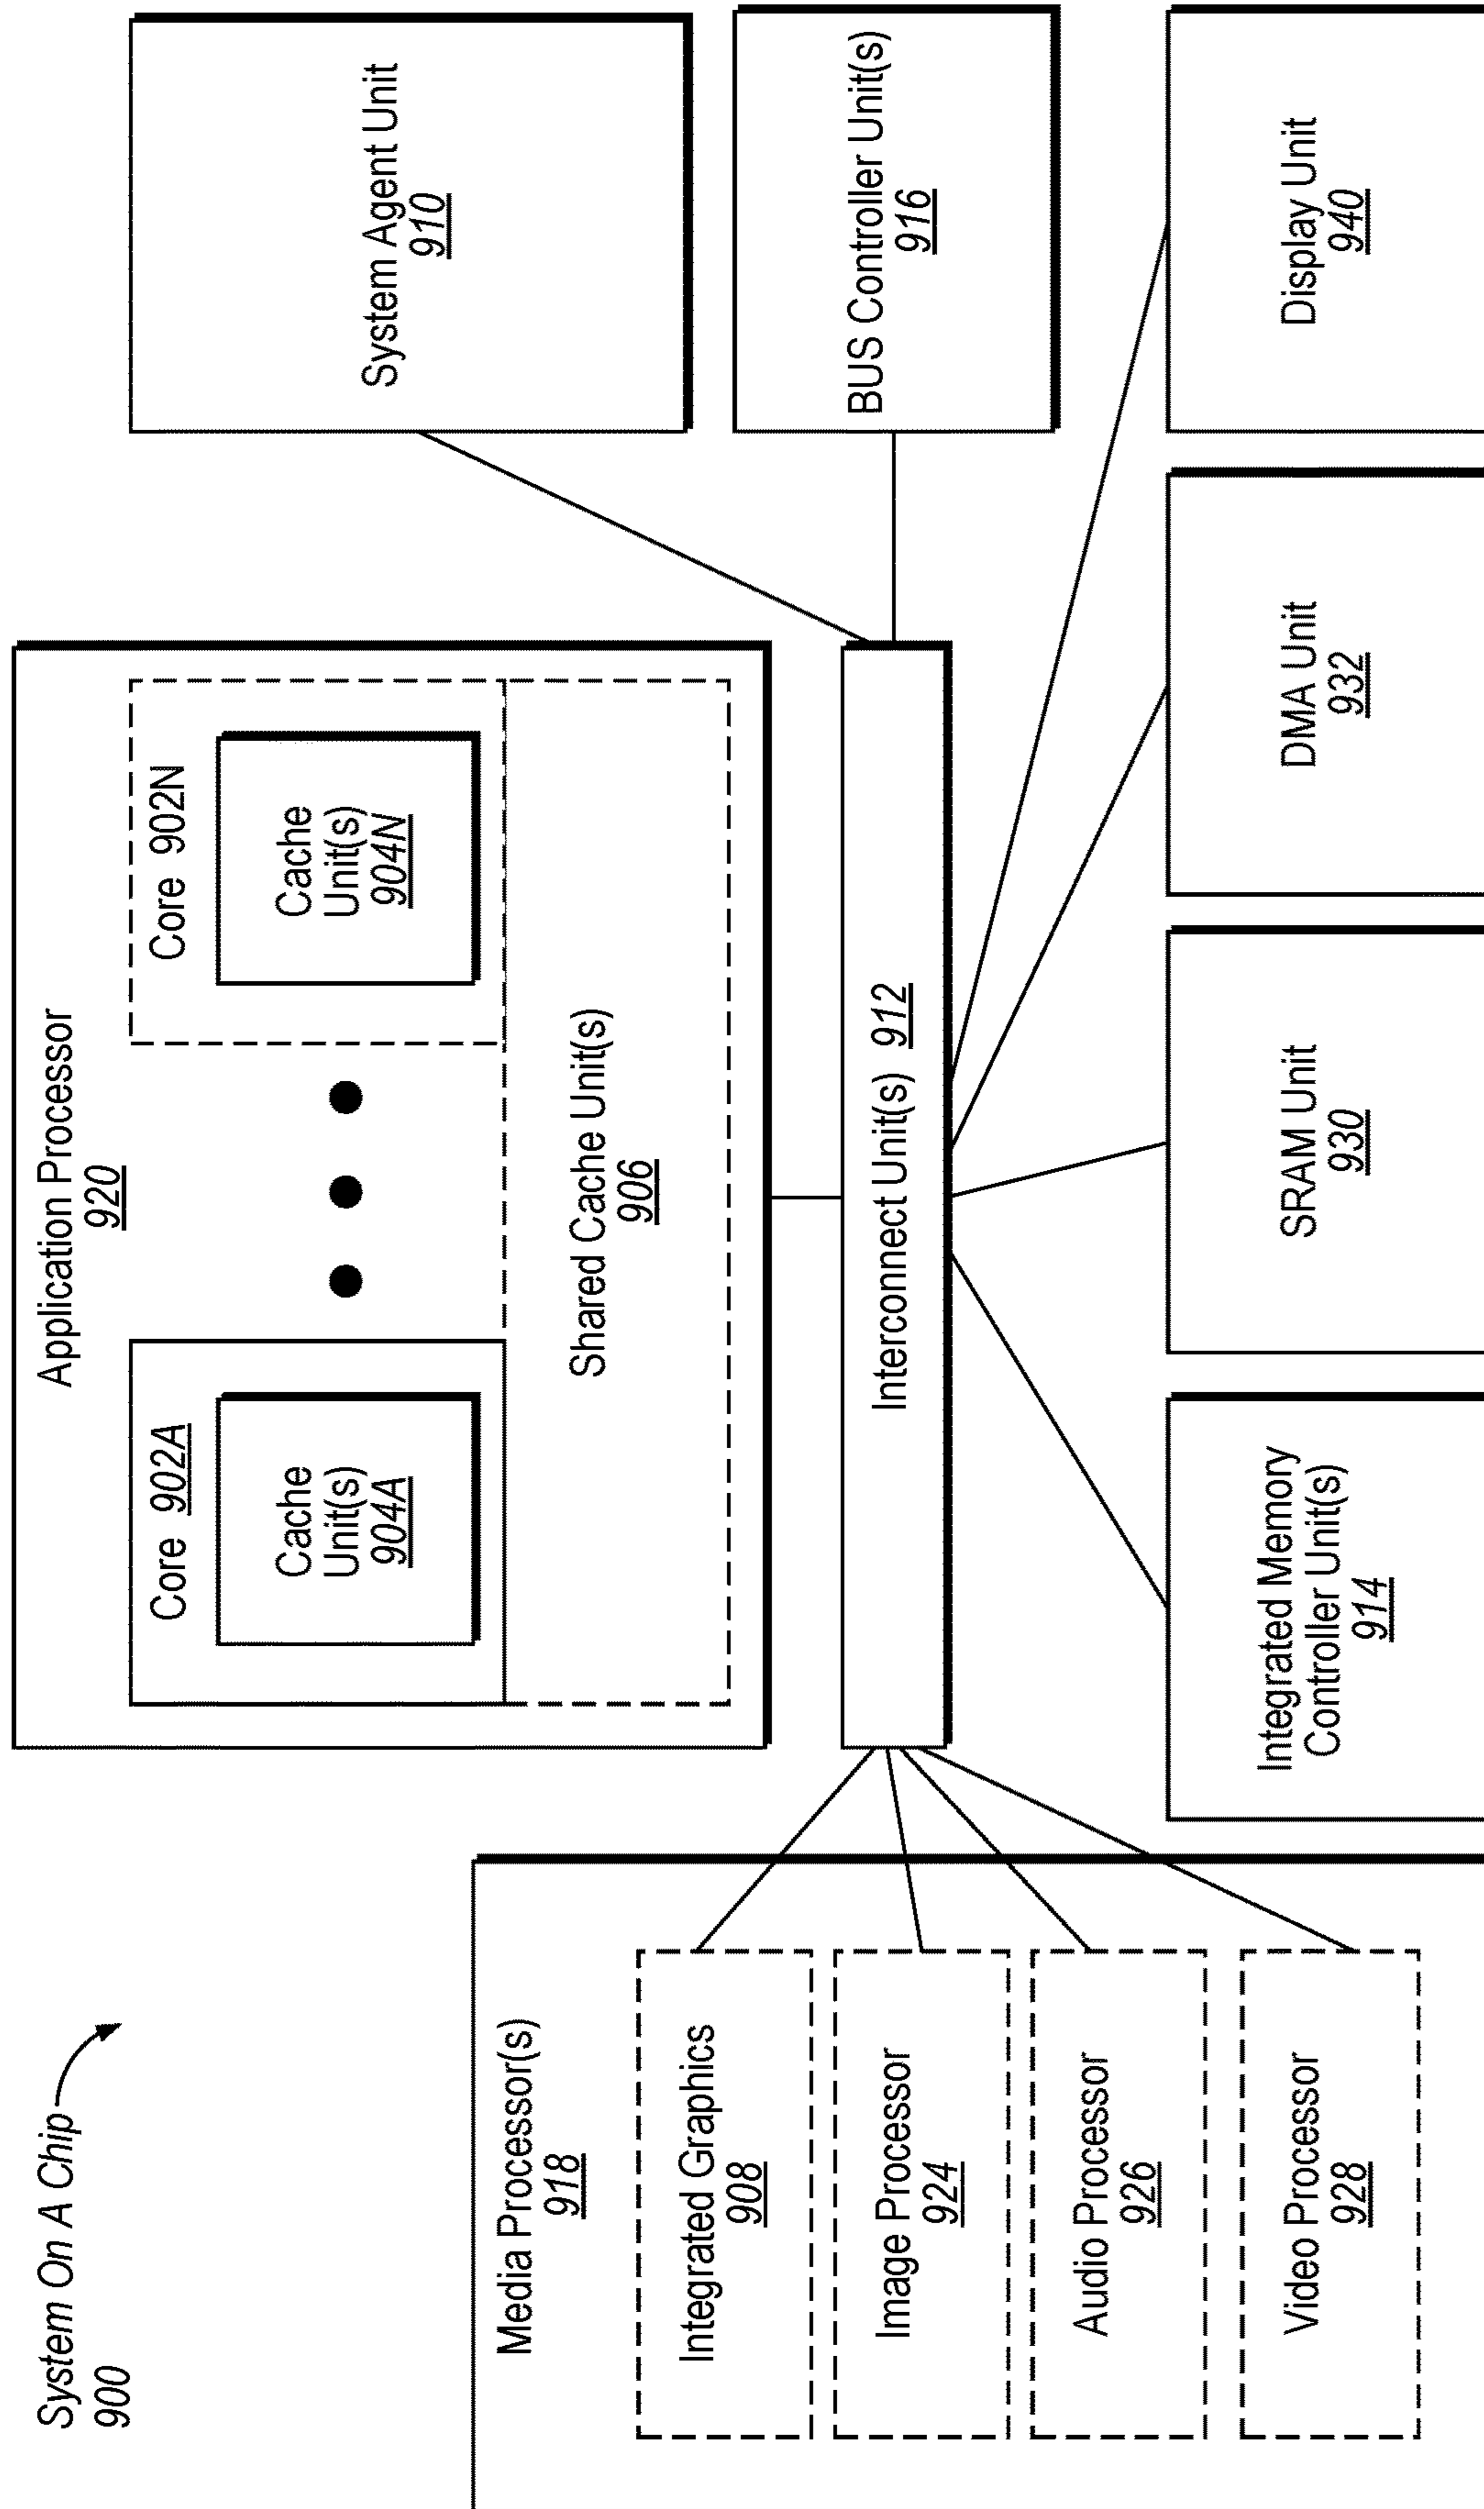 System On A Chip
900
Application Processor
920
Core 902A
Cache
Unit(s)
904A
Core 902N
Cache
Unit(s)
904N
Shared Cache Unit(s)
906
System Agent Unit
910
Media Processor(s)
918
Integrated Graphics
908
Image Processor
924
Audio Processor
926
Video Processor
928
Interconnect Unit(s) 912
BUS Controller Unit(s)
916
Integrated Memory
Controller Unit(s)
914
SRAM Unit
930
DMA Unit
932
Display Unit
940